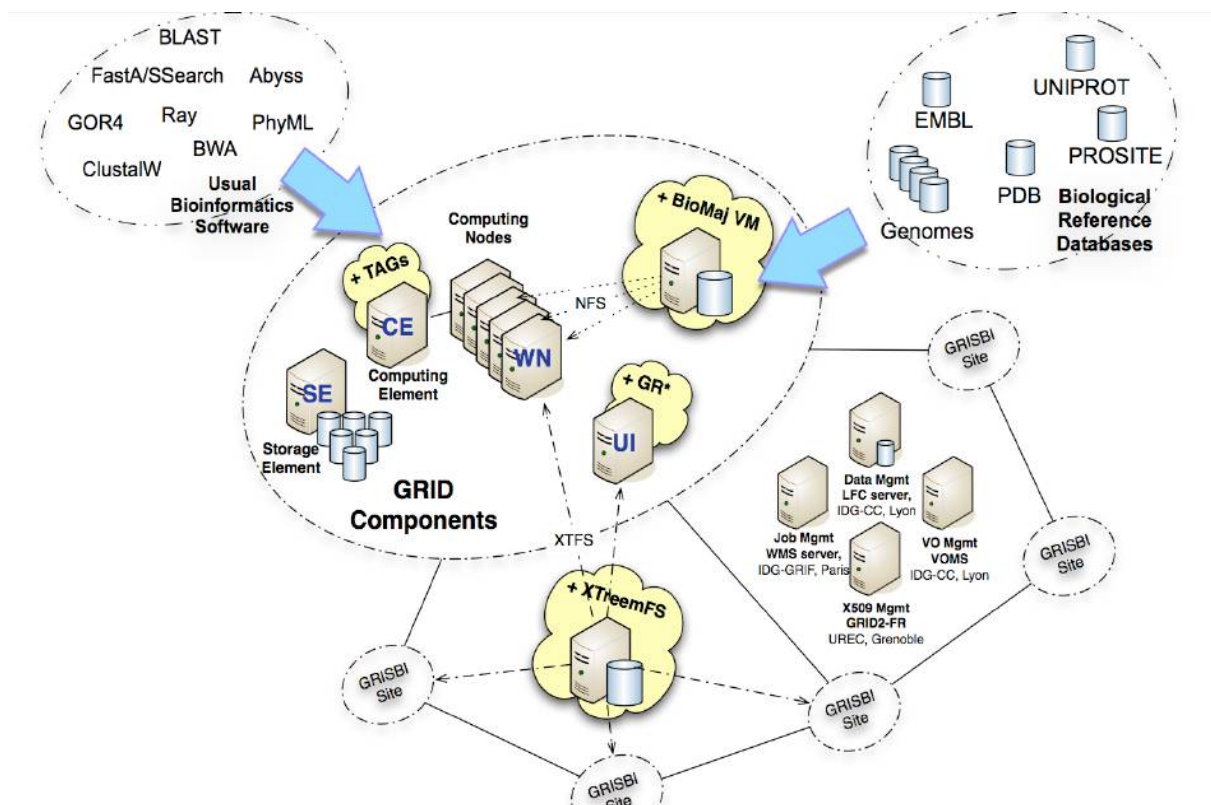 BLAST
FastA/SSearch
Abyss
GOR4
Ray
PhyML
BWA
ClustalW
Usual
Bioinformatics
Software
UNIPROT
EMBL
PROSITE
PDB
Genomes
Biological
Reference
Databases
+ BioMaj VM
Computing
Nodes
+ TAGs
NFS
CE
WN
Computing
Element
SE
Storage
Element
+ GR*
UI
GRID
Components
XTFS
GRISBI
Site
Data Mgmt
LFC server,
IDG-CC, Lyon
Job Mgmt
WMS server,
IDG-GRIF, Paris
VO Mgmt
VOMS
IDG-CC, Lyon
X509 Mgmt
GRID2-FR
UREC, Grenoble
GRISBI
Site
+ XTreemFS
GRISBI
Site
GRISBI
Site
GRISBI
Site